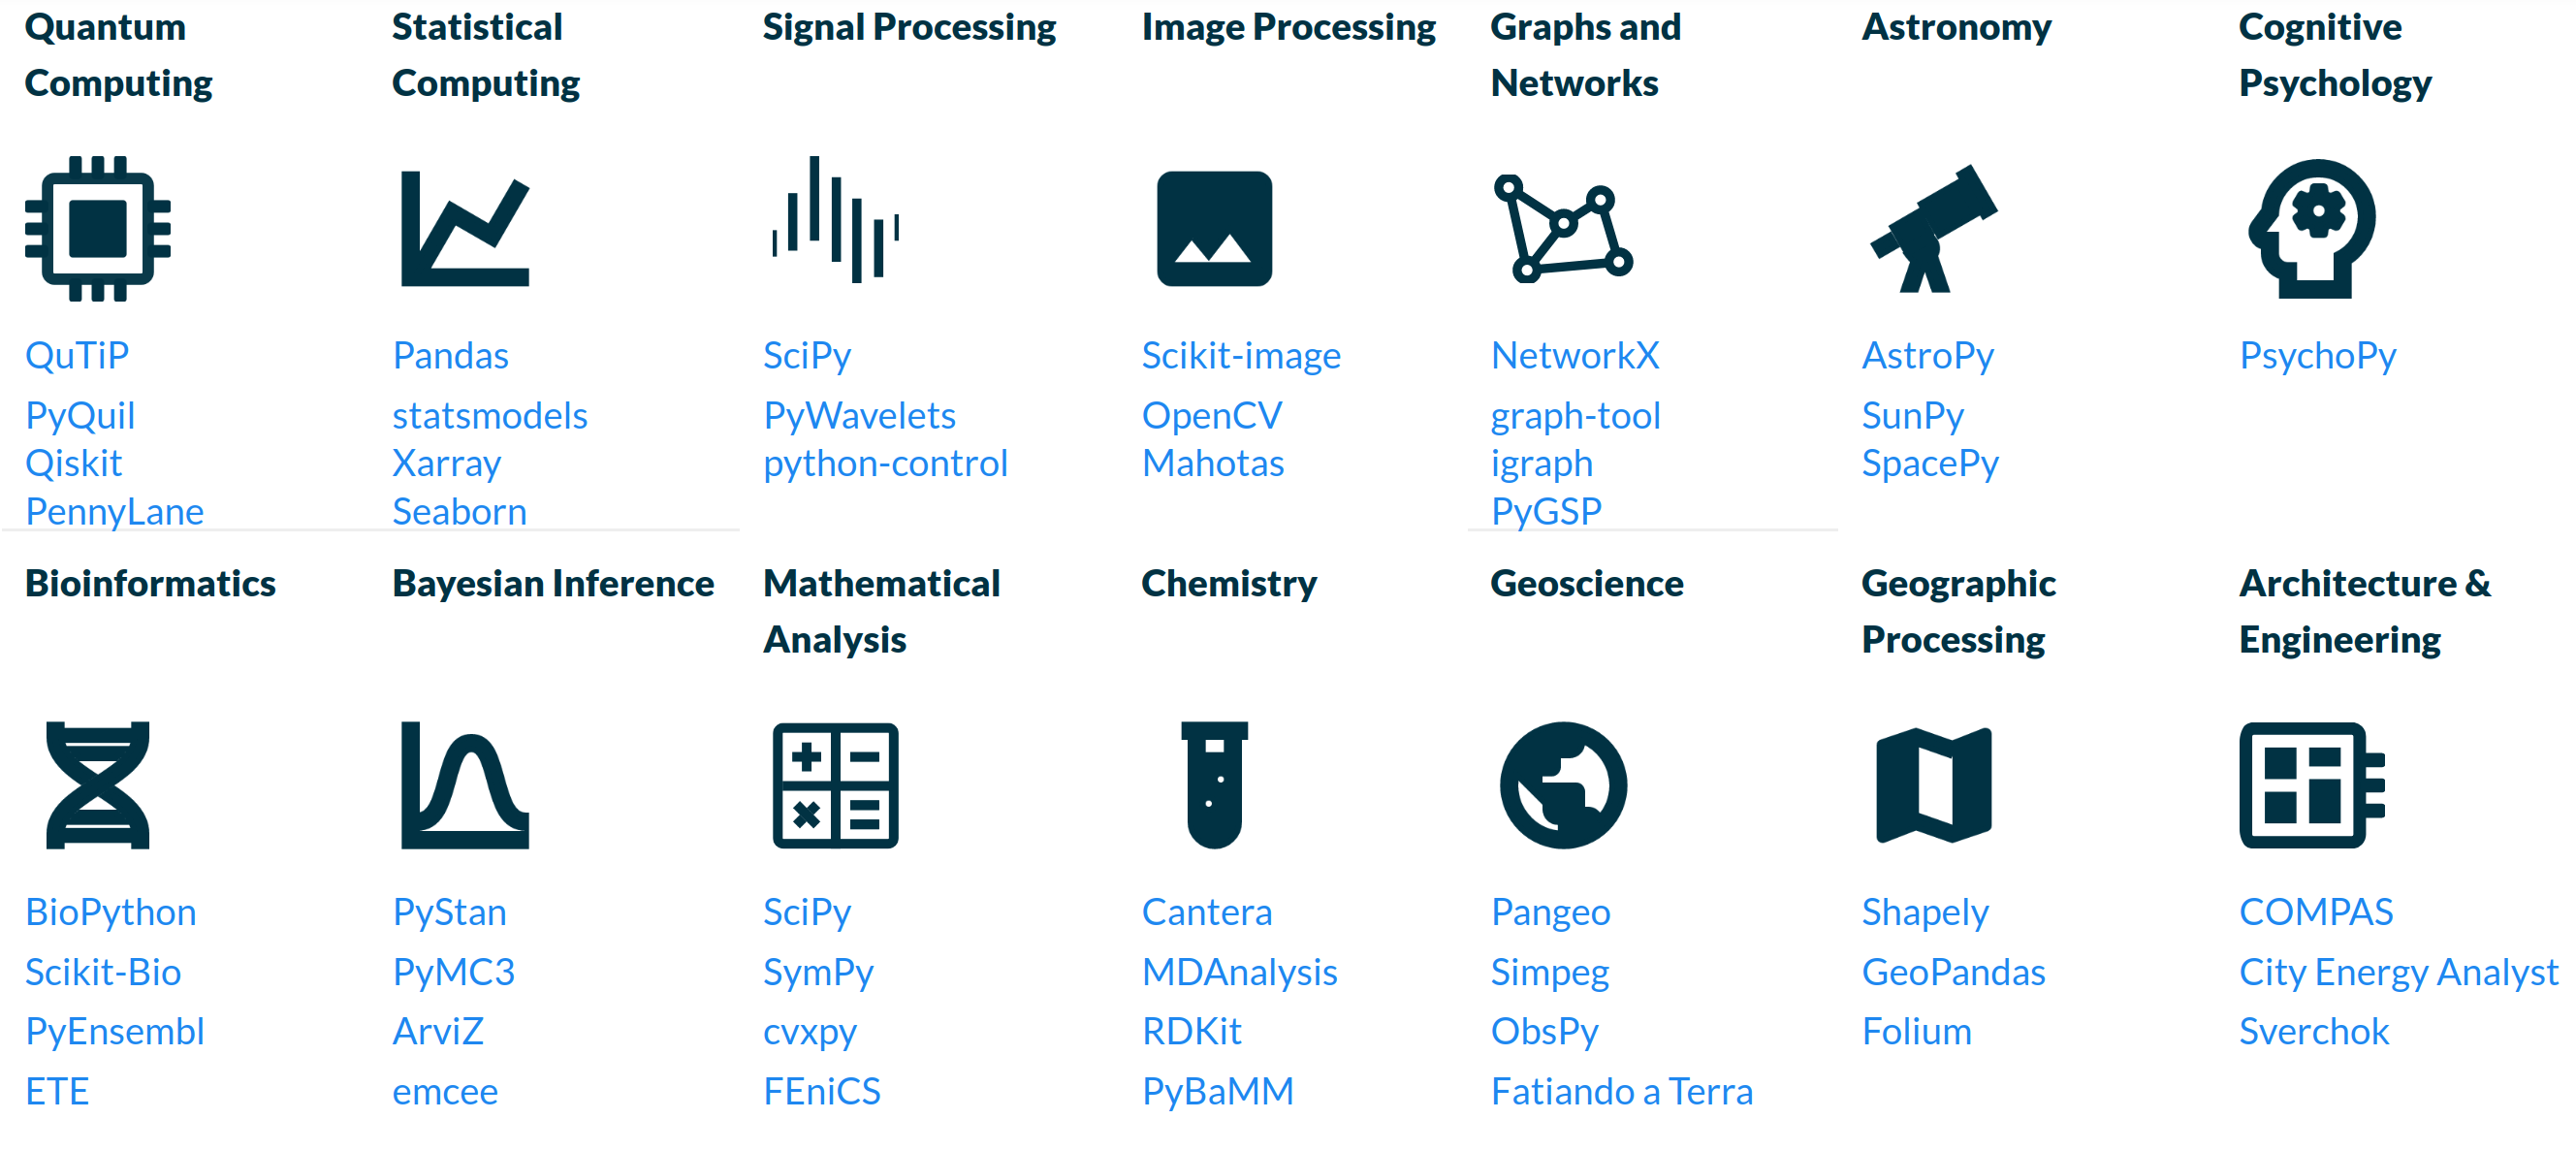 Quantum
Computing
QuTiP
PyQuil
Qiskit
PennyLane
Statistical
Computing
Pandas
statsmodels
Xarray
Seaborn
Signal Processing
SciPy
PyWavelets
python-control
Image Processing
Scikit-image
OpenCV
Mahotas
Graphs and
Networks
NetworkX
graph-tool
igraph
PyGSP
Astronomy
AstroPy
SunPy
SpacePy
Cognitive
Psychology
PsychoPy
Bioinformatics
BioPython
Scikit-Bio
PyEnsembl
ETE
Bayesian Inference
PyStan
PyMC3
ArviZ
emcee
Mathematical
Analysis
SciPy
SymPy
cvxpy
FEniCS
Chemistry
Cantera
MDAnalysis
RDKit
PyBaMM
Geoscience
Pangeo
Simpeg
ObsPy
Fatiando a Terra
Geographic
Processing
Shapely
GeoPandas
Folium
Architecture &
Engineering
COMPAS
City Energy Analyst
Sverchok